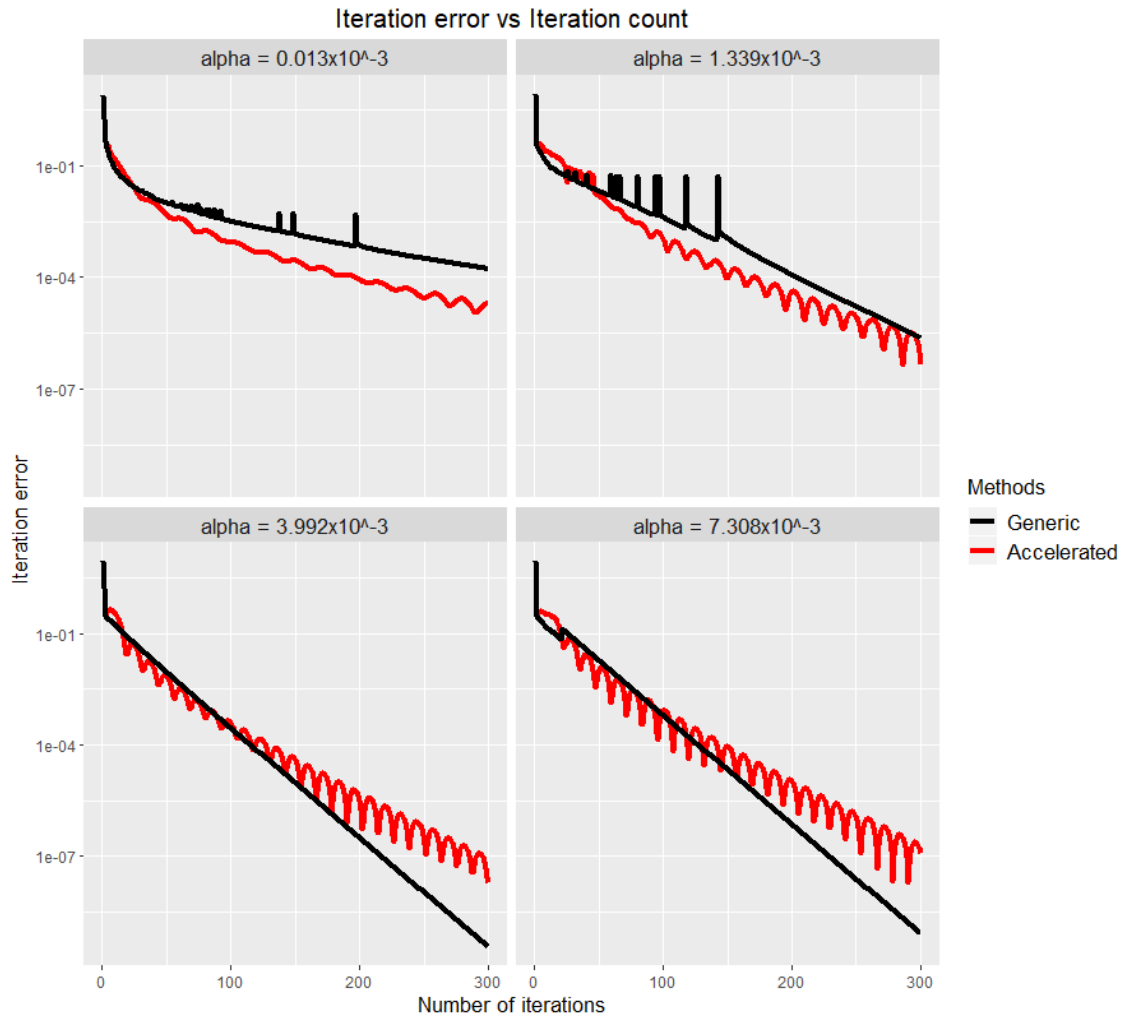 Iteration error vs Iteration count
alpha = 0.013x10^-3
alpha = 1.339x10^-3
1e-01
1e-04
1e-07
alpha = 3.992x10^-3
alpha = 7.308x10^-3
1e-01
1e-04
1e-07
0
100
200
300
0
100
200
300
Number of iterations
Iteration error
Methods
Generic
Accelerated